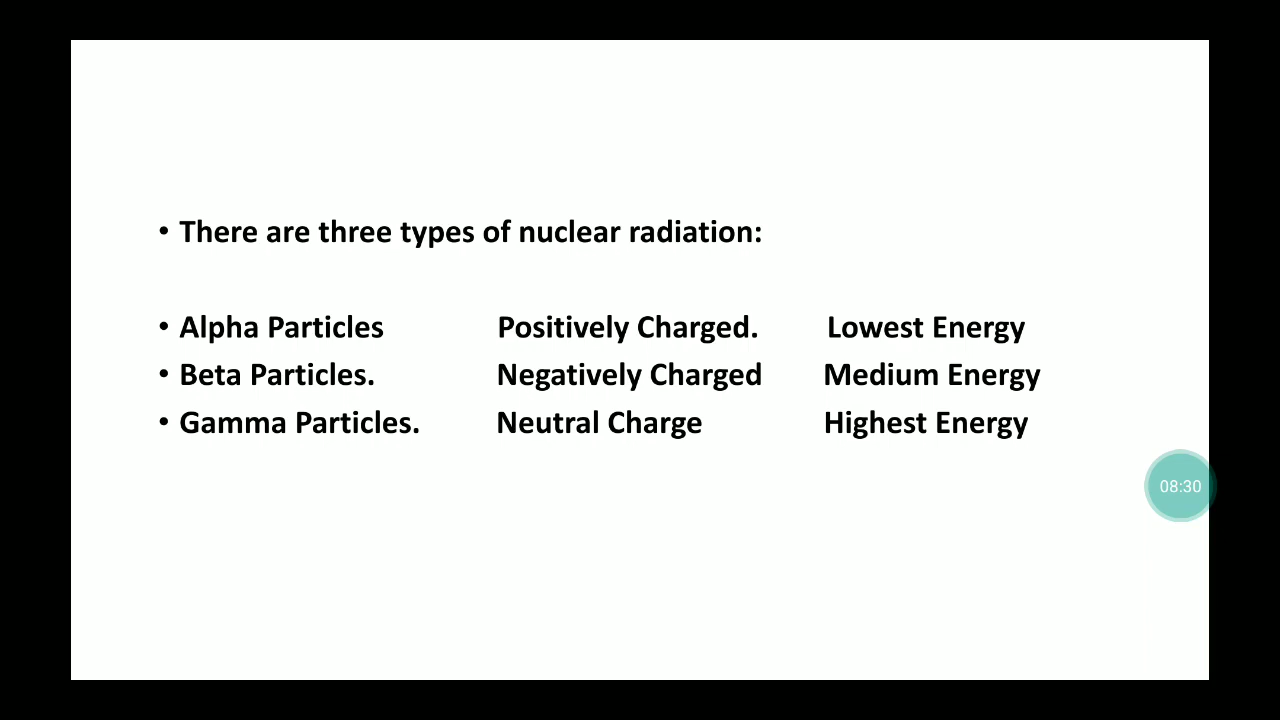 • There are three types of nuclear radiation:
• Alpha Particles Positively Charged. Lowest Energy
• Beta Particles. Negatively Charged Medium Energy
• Gamma Particles. Neutral Charge Highest Energy
08:30